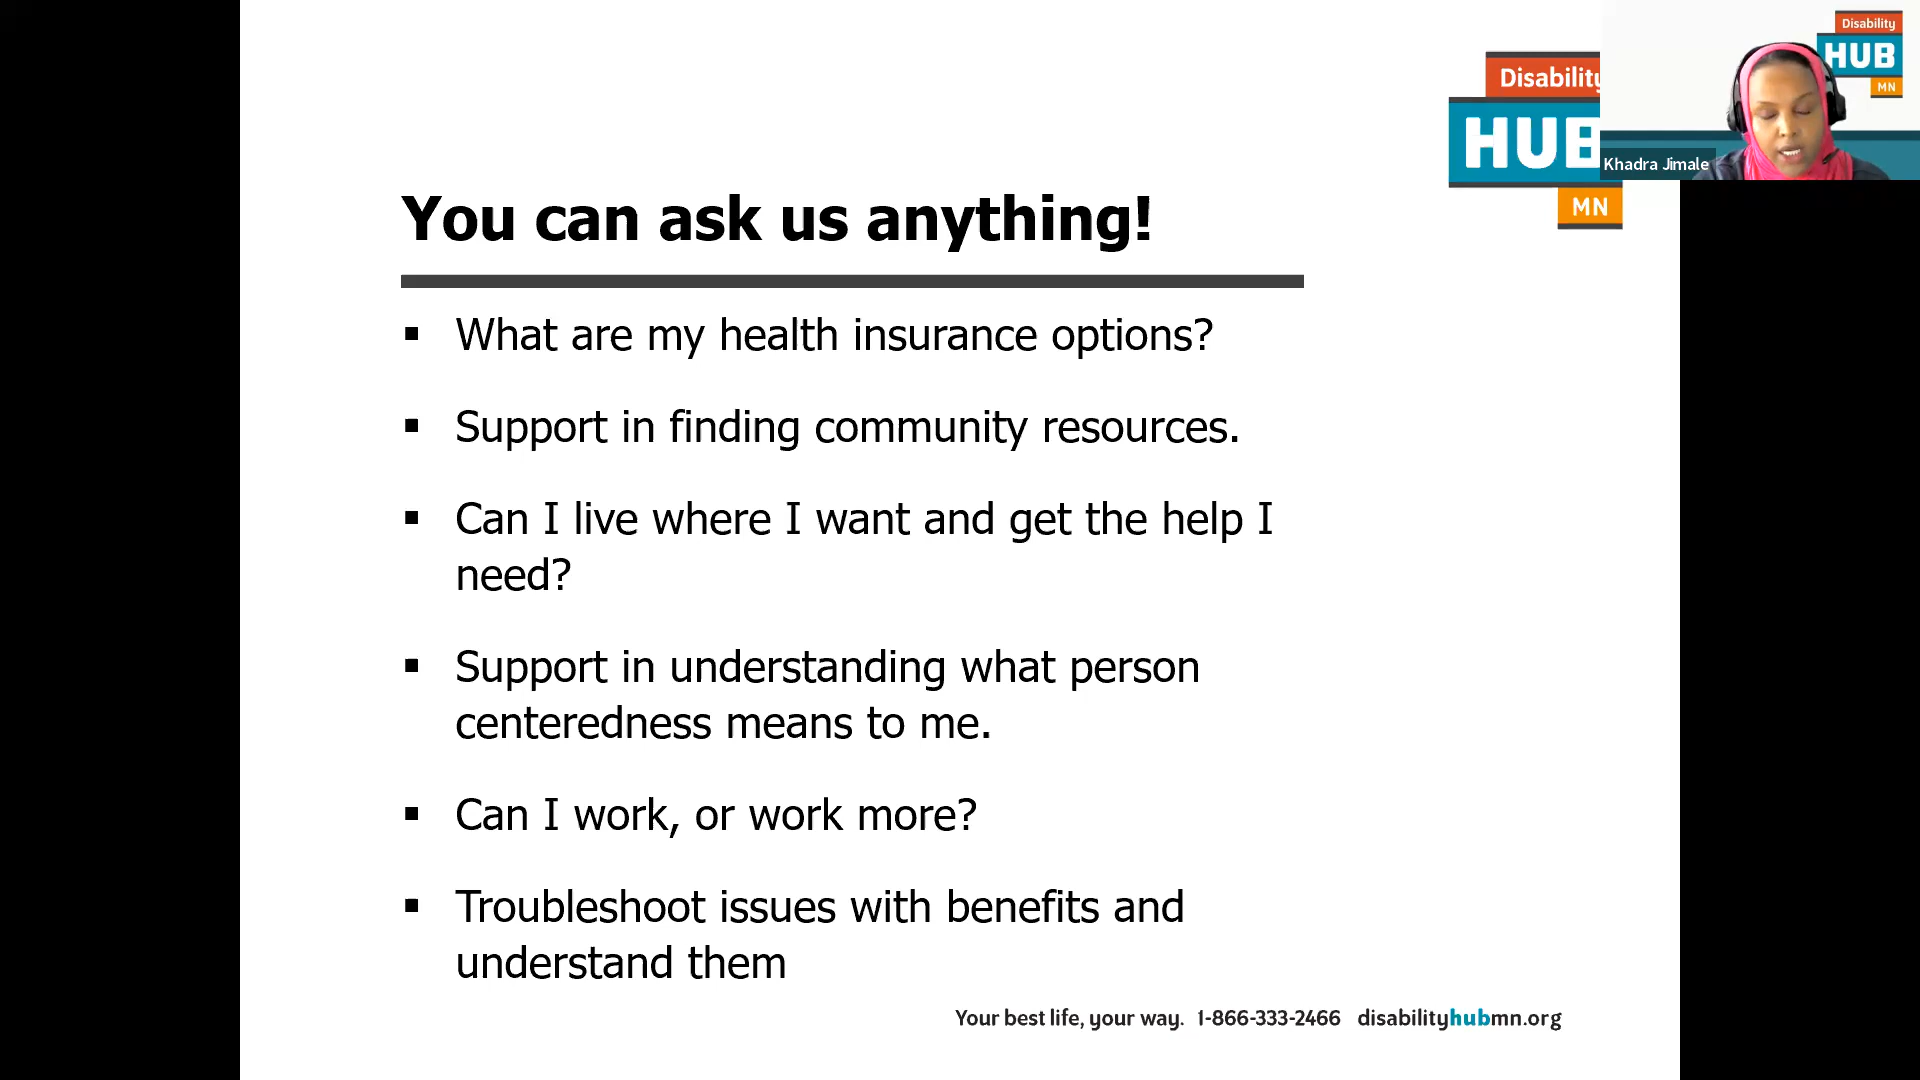 Disability
HUB
MN
Disability
HUB
MN
Khadra Jimale
You can ask us anything!
▪ What are my health insurance options?
▪ Support in finding community resources.
▪ Can I live where I want and get the help I
need?
▪ Support in understanding what person
centeredness means to me.
▪ Can I work, or work more?
▪ Troubleshoot issues with benefits and
understand them
Your best life, your way. 1-866-333-2466 disabilityhubmn.org